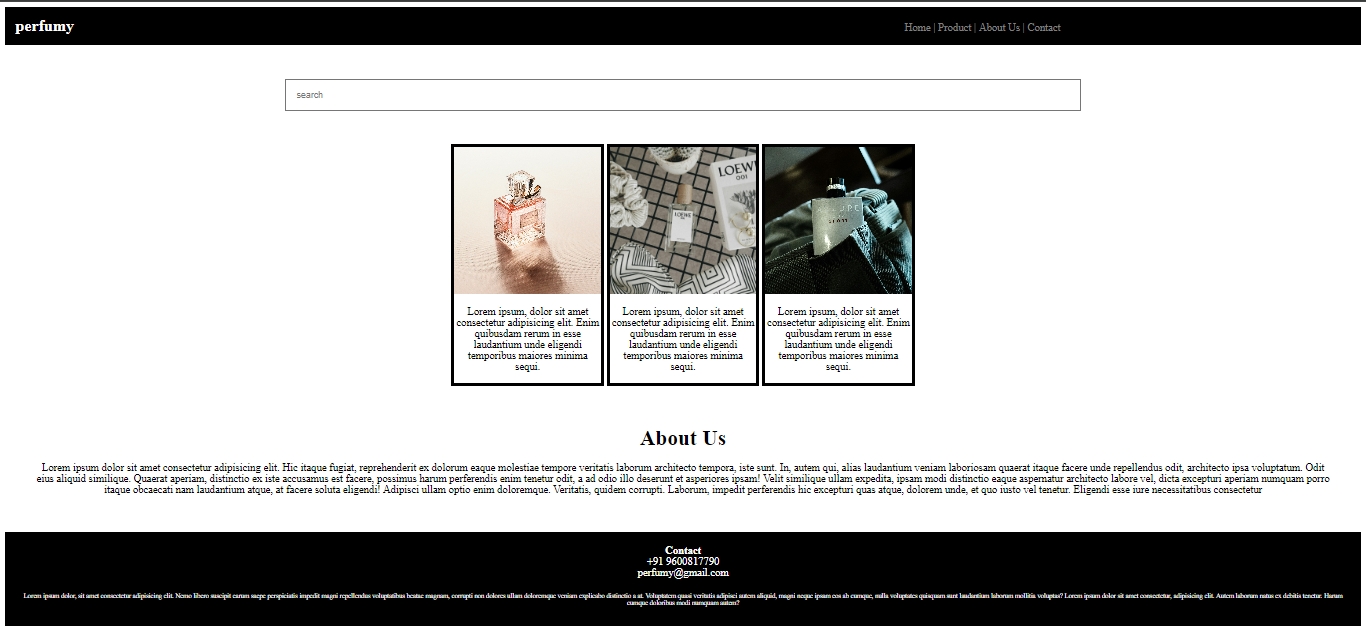 perfumy
Home | Product | About Us | Contact
search
LOEWE
001
LOEWE
Lorem ipsum, dolor sit amet
consectetur adipisicing elit. Enim
quibusdam rerum in esse
laudantium unde eligendi
temporibus maiores minima
sequi.
Lorem ipsum, dolor sit amet
consectetur adipisicing elit. Enim
quibusdam rerum in esse
laudantium unde eligendi
temporibus maiores minima
sequi.
Lorem ipsum, dolor sit amet
consectetur adipisicing elit. Enim
quibusdam rerum in esse
laudantium unde eligendi
temporibus maiores minima
sequi.
About Us
Lorem ipsum dolor sit amet consectetur adipisicing elit. Hic itaque fugiat, reprehenderit ex dolorum eaque molestiae tempore veritatis laborum architecto tempora, iste sunt. In, autem qui, alias laudantium veniam laboriosam quaerat itaque facere unde repellendus odit, architecto ipsa voluptatum. Odit
eius aliquid similique. Quaerat aperiam, distinctio ex iste accusamus est facere, possimus harum perferendis enim tenetur odit, a ad odio illo deserunt et asperiores ipsam! Velit similique ullam expedita, ipsam modi distinctio eaque aspernatur architecto labore vel, dicta excepturi aperiam numquam porro
itaque obcaecati nam laudantium atque, at facere soluta eligendi! Adipisci ullam optio enim doloremque. Veritatis, quidem corrupti. Laborum, impedit perferendis hic excepturi quas atque, dolorem unde, et quo iusto vel tenetur. Eligendi esse iure necessitatibus consectetur
Contact
+91 9600817790
perfumy@gmail.com
Lorem ipsum dolor, sit amet consectetur adipisicing elit. Nemo libero suscipit earum saepe perspiciatis impedit magni repellendus voluptatibus beatae magnam, corrupti non dolores ullam doloremque veniam explicabo distinctio a at. Voluptatem quasi veritatis adipisci autem aliquid, magni neque ipsam eos ab cumque, nulla voluptates quisquam sunt laudantium laborum mollitia voluptas? Lorem ipsum dolor sit amet consectetur, adipisicing elit. Autem laborum natus ex debitis tenetur. Harum
cumque doloribus modi numquam autem?